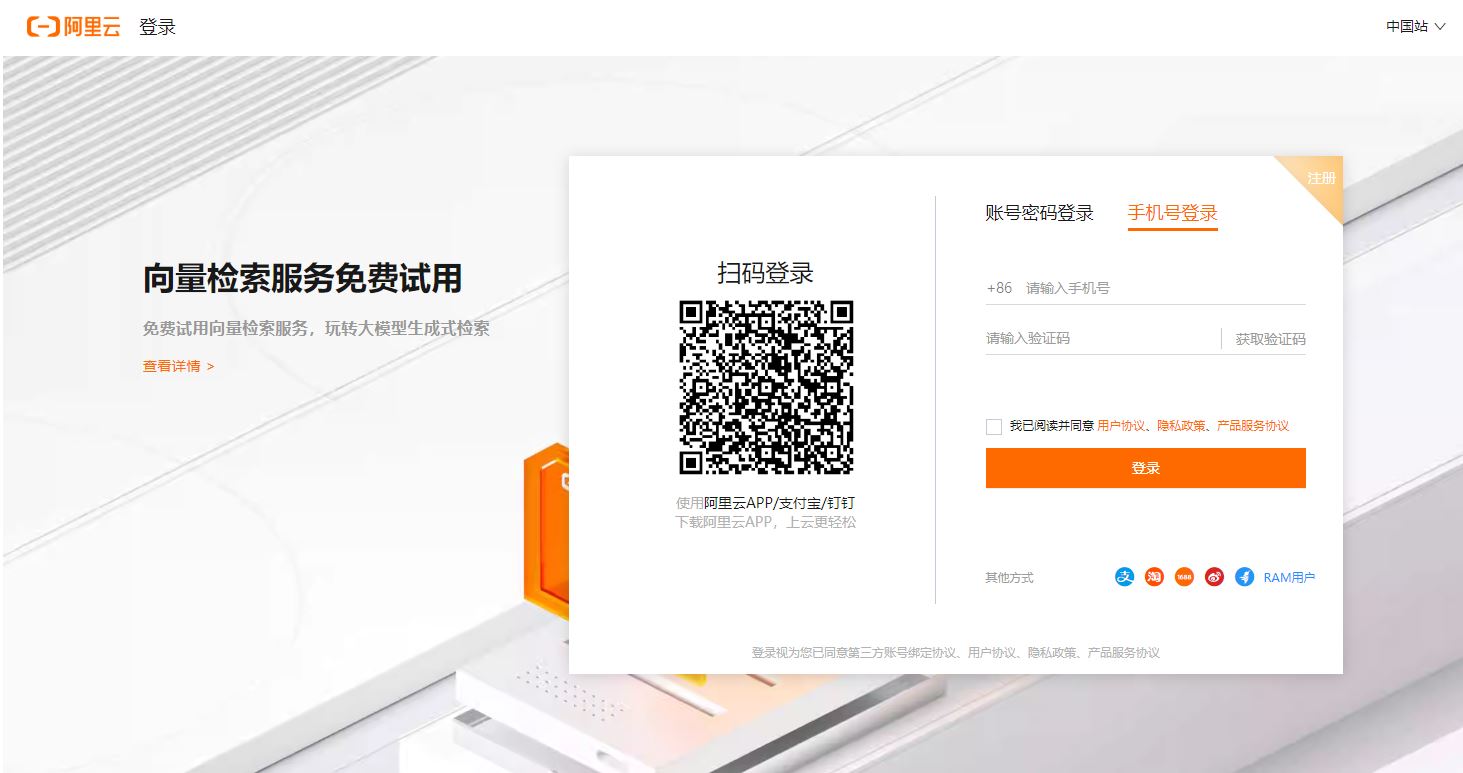 阿里云 登录
中国站
向量检索服务免费试用
免费试用向量检索服务，玩转大模型生成式检索
查看详情 >
扫码登录
使用阿里云APP/支付宝/钉钉
下载阿里云APP，上云更轻松
注册
账号密码登录 手机号登录
+86 请输入手机号
请输入验证码 获取验证码
我已阅读并同意 用户协议、隐私政策、产品服务协议
登录
其他方式 支 淘 1688 RAM用户
登录视为您已同意第三方账号绑定协议、用户协议、隐私政策、产品服务协议